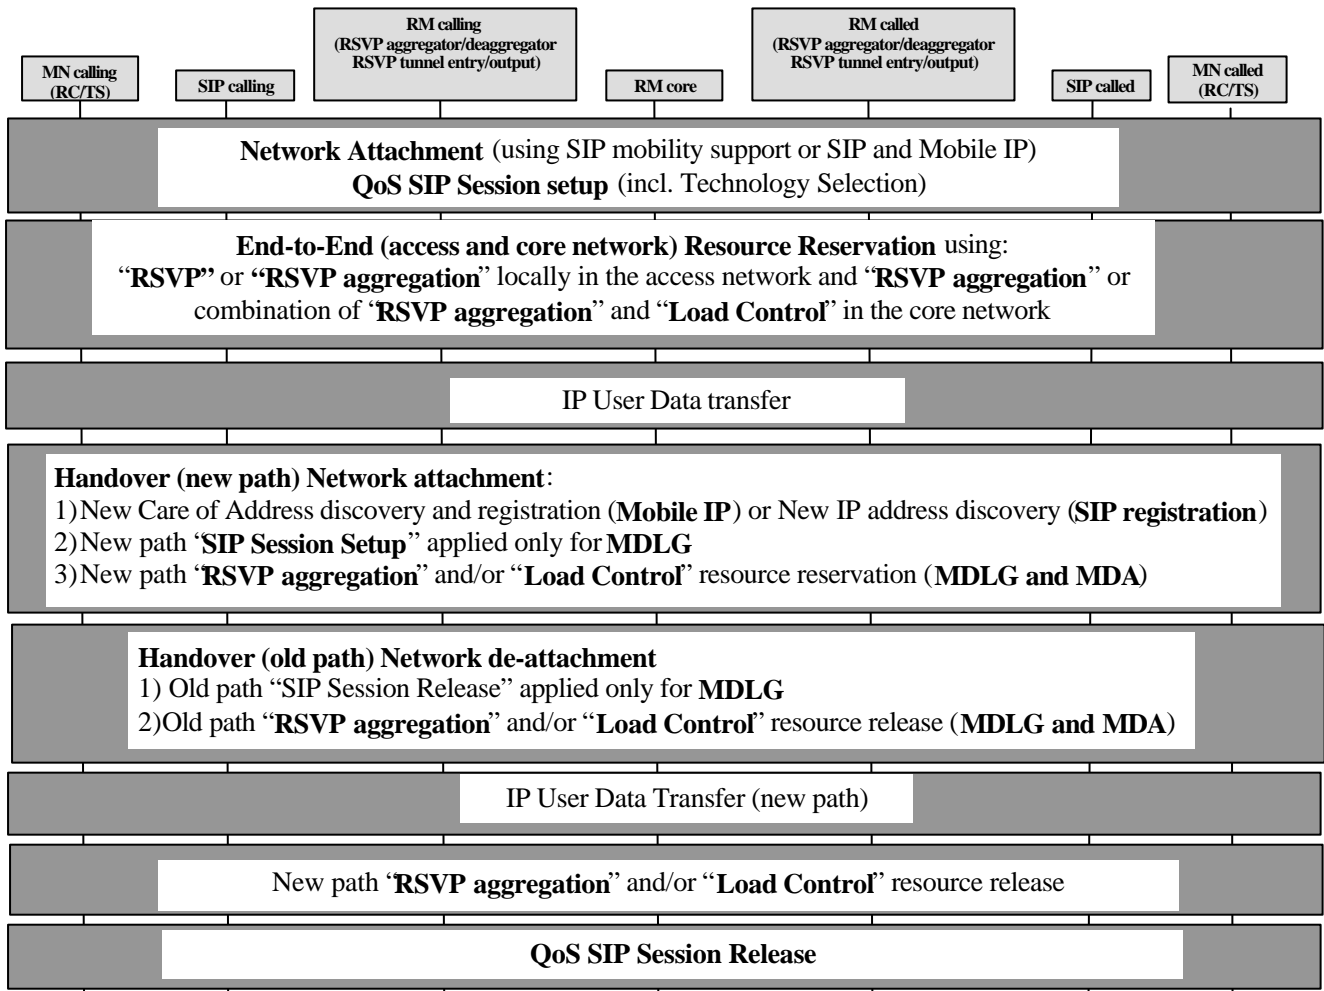 RM calling
(RSVP aggregator/deaggregator
RSVP tunnel entry/output)
RM called
(RSVP aggregator/deaggregator
RSVP tunnel entry/output)
MN calling
(RC/TS)
SIP calling
RM core
SIP called
MN called
(RC/TS)
Network Attachment (using SIP mobility support or SIP and Mobile IP)
QoS SIP Session setup (incl. Technology Selection)
End-to-End (access and core network) Resource Reservation using:
“RSVP” or “RSVP aggregation” locally in the access network and “RSVP aggregation” or
combination of “RSVP aggregation” and “Load Control” in the core network
IP User Data transfer
Handover (new path) Network attachment:
1)New Care of Address discovery and registration (Mobile IP) or New IP address discovery (SIP registration)
2)New path “SIP Session Setup” applied only for MDLG
3)New path “RSVP aggregation” and/or “Load Control” resource reservation (MDLG and MDA)
Handover (old path) Network de-attachment
1) Old path “SIP Session Release” applied only for MDLG
2)Old path “RSVP aggregation” and/or “Load Control” resource release (MDLG and MDA)
IP User Data Transfer (new path)
New path “RSVP aggregation” and/or “Load Control” resource release
QoS SIP Session Release